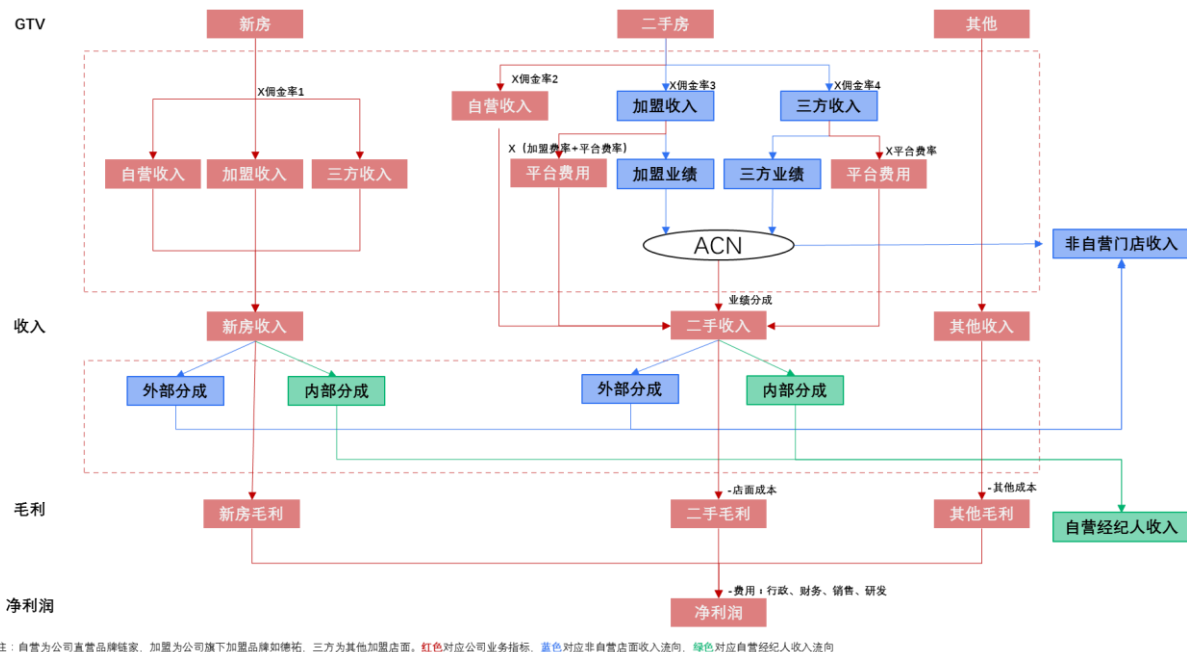 GTV
新房
二手房
其他
X佣金率1
X佣金率2
X佣金率3
X佣金率4
自营收入
加盟收入
三方收入
X（加盟费率+平台费率）
X平台费率
自营收入
加盟收入
三方收入
平台费用
加盟业绩
三方业绩
平台费用
ACN
非自营门店收入
业绩分成
收入
新房收入
二手收入
其他收入
外部分成
内部分成
外部分成
内部分成
-店面成本
-其他成本
毛利
新房毛利
二手毛利
其他毛利
自营经纪人收入
-费用：行政、财务、销售、研发
净利润
净利润
注：自营为公司直营品牌链家、加盟为公司旗下加盟品牌如德祐、三方为其他加盟店面。红色对应公司业务指标、蓝色对应非自营店面收入流向、绿色对应自营经纪人收入流向